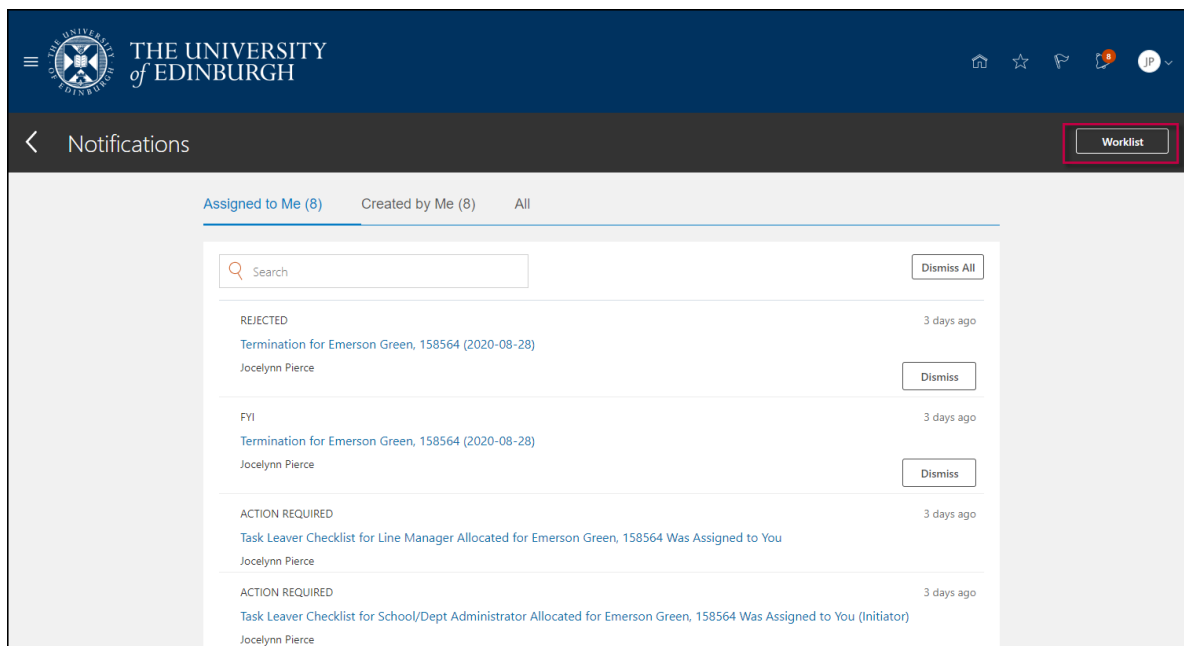 THE UNIVERSITY
of EDINBURGH
8
JP
Notifications
Worklist
Assigned to Me (8)
Created by Me (8)
All
Search
Dismiss All
REJECTED
3 days ago
Termination for Emerson Green, 158564 (2020-08-28)
Jocelynn Pierce
Dismiss
FYI
3 days ago
Termination for Emerson Green, 158564 (2020-08-28)
Jocelynn Pierce
Dismiss
ACTION REQUIRED
3 days ago
Task Leaver Checklist for Line Manager Allocated for Emerson Green, 158564 Was Assigned to You
Jocelynn Pierce
ACTION REQUIRED
3 days ago
Task Leaver Checklist for School/Dept Administrator Allocated for Emerson Green, 158564 Was Assigned to You (Initiator)
Jocelynn Pierce